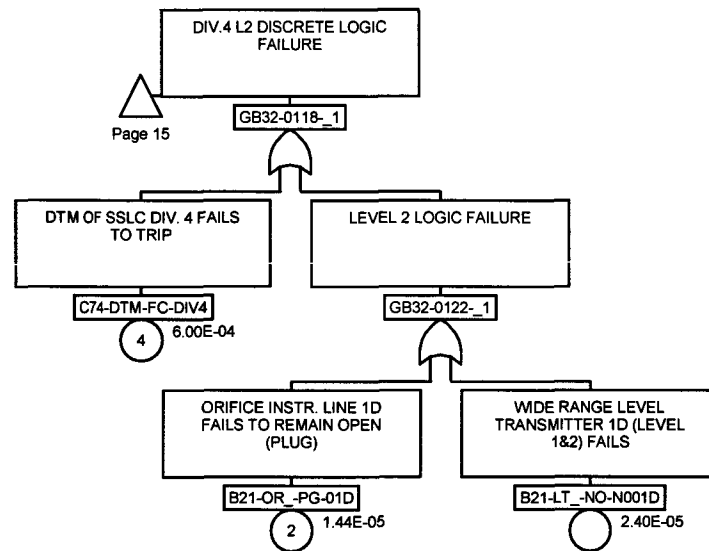 DIV.4 L2 DISCRETE LOGIC
FAILURE
Page 15
GB32-0118-_1
DTM OF SSLC DIV. 4 FAILS
TO TRIP
LEVEL 2 LOGIC FAILURE
C74-DTM-FC-DIV4
GB32-0122-_1
4
6.00E-04
ORIFICE INSTR. LINE 1D
FAILS TO REMAIN OPEN
(PLUG)
WIDE RANGE LEVEL
TRANSMITTER 1D (LEVEL
1&2) FAILS
B21-OR_-PG-01D
B21-LT_-NO-N001D
2
1.44E-05
2.40E-05